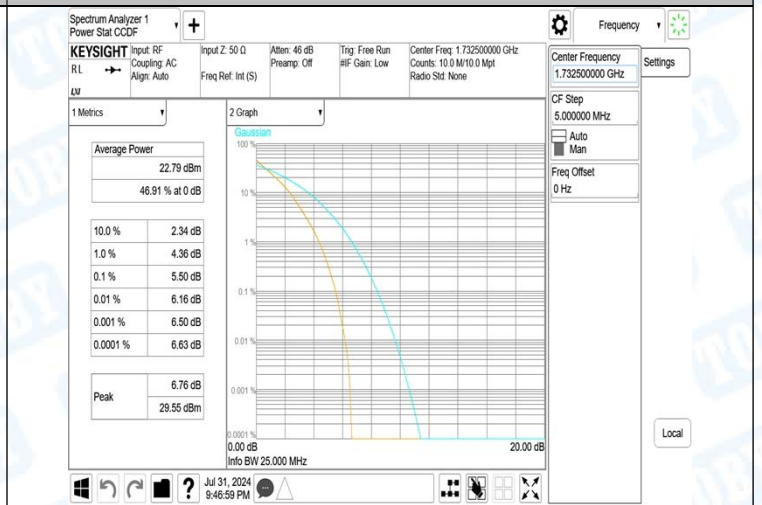 Spectrum Analyzer 1
Power Stat CCDF
Frequency
KEYSIGHT
RL
Input: RF
Coupling: AC
Align: Auto
Input Z: 50 Ω
Freq Ref: Int (S)
Atten: 46 dB
Preamp: Off
Trig: Free Run
#IF Gain: Low
Center Freq: 1.732500000 GHz
Counts: 10.0 M/10.0 Mpt
Radio Std: None
Center Frequency
1.732500000 GHz
Settings
CF Step
5.000000 MHz
Auto
Man
Freq Offset
0 Hz
1 Metrics
Average Power
22.79 dBm
46.91 % at 0 dB
10.0 % 2.34 dB
1.0 % 4.36 dB
0.1 % 5.50 dB
0.01 % 6.16 dB
0.001 % 6.50 dB
0.0001 % 6.63 dB
Peak 6.76 dB
29.55 dBm
2 Graph
Gaussian
100 %
10 %
1 %
0.1 %
0.01 %
0.001 %
0.0001 %
0.00 dB 20.00 dB
Info BW 25.000 MHz
Local
Jul 31, 2024
9:46:59 PM